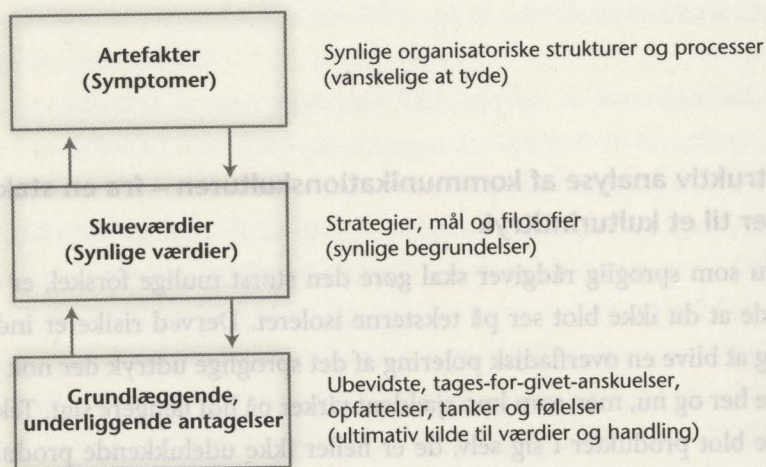 Artefakter
(Symptomer)
Synlige organisatoriske strukturer og processer
(vanskelige at tyde)
Skueværdier
(Synlige værdier)
Strategier, mål og filosofier
(synlige begrundelser)
Grundlæggende,
underliggende antagelser
Ubevidste, tages-for-givet-anskuelser,
opfattelser, tanker og følelser
(ultimativ kilde til værdier og handling)